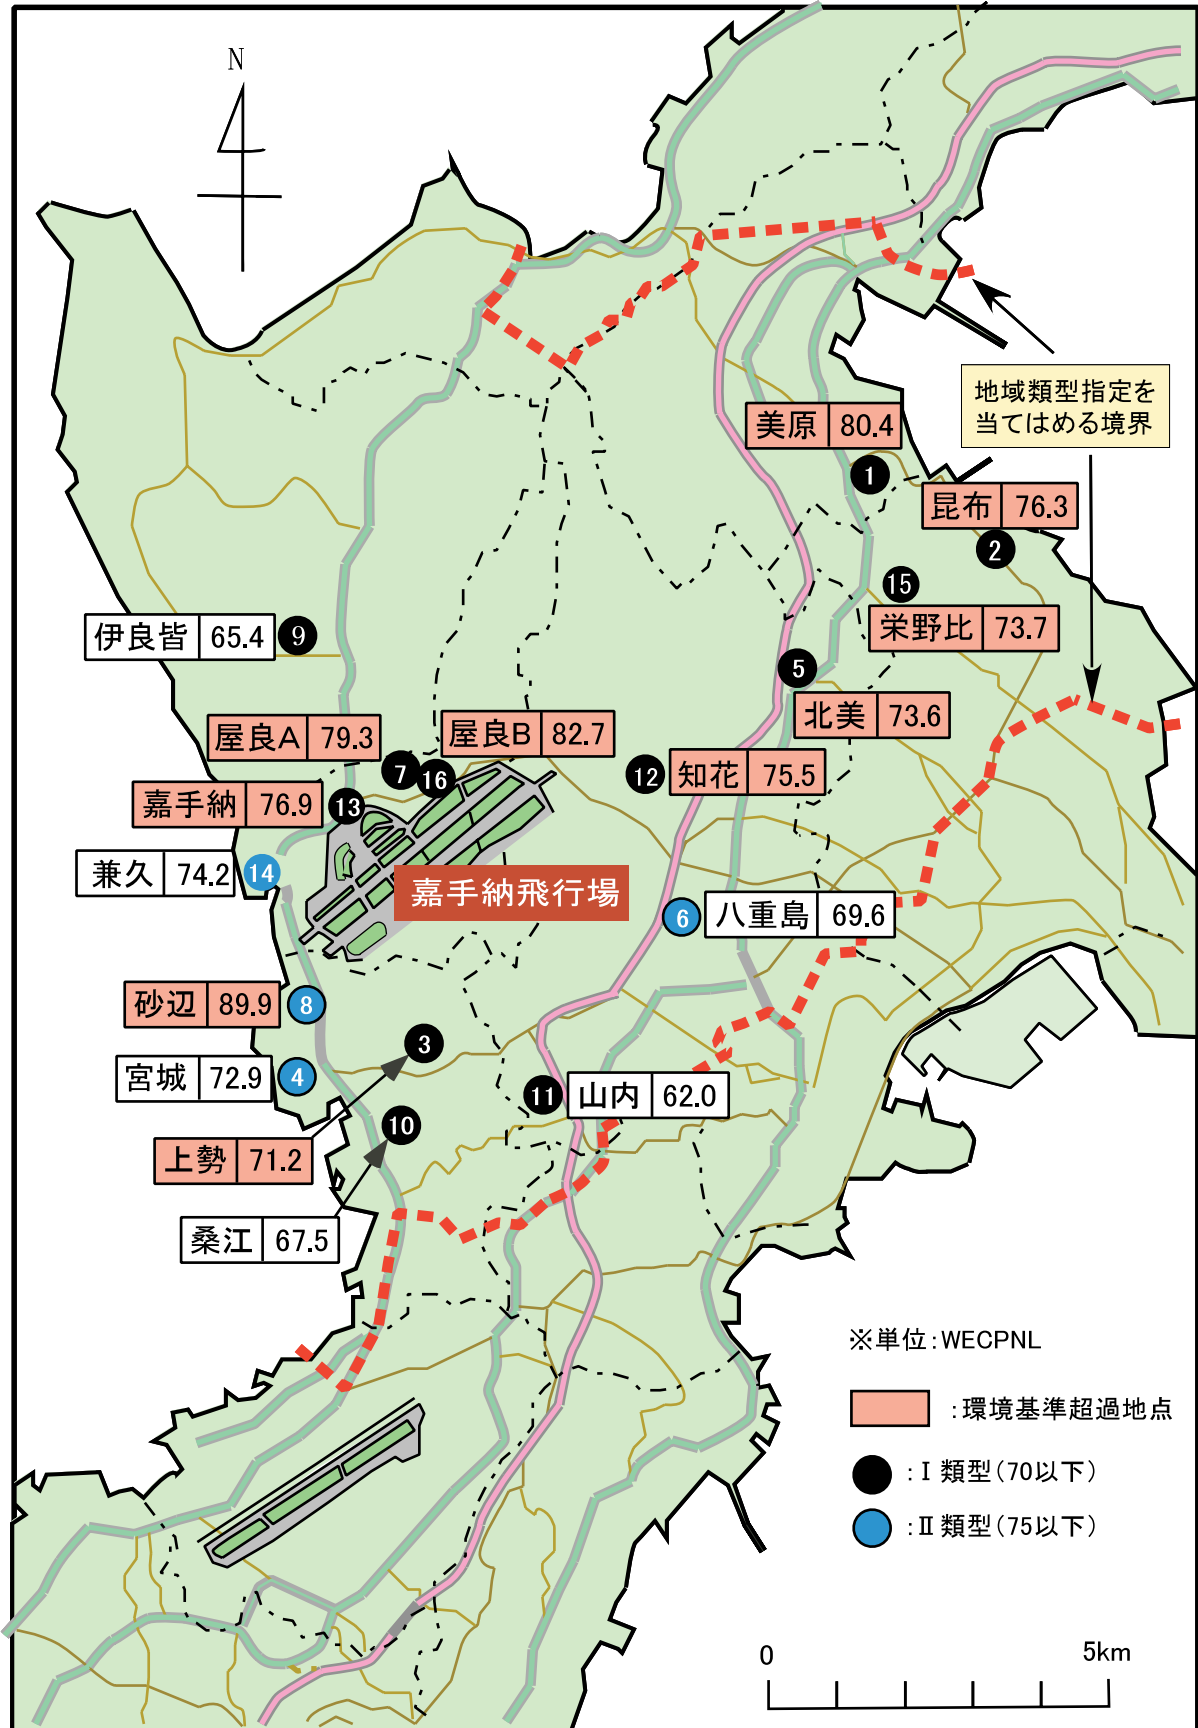 N
地域類型指定を
当てはめる境界
美原 80.4
1
昆布 76.3
2
15
栄野比 73.7
伊良皆 65.4
9
5
北美 73.6
屋良A 79.3
屋良B 82.7
7
16
12
知花 75.5
嘉手納 76.9
13
兼久 74.2
14
嘉手納飛行場
6
八重島 69.6
砂辺 89.9
8
3
宮城 72.9
4
11
山内 62.0
10
上勢 71.2
桑江 67.5
※単位:WECPNL
:環境基準超過地点
:Ⅰ類型(70以下)
:Ⅱ類型(75以下)
0 5km